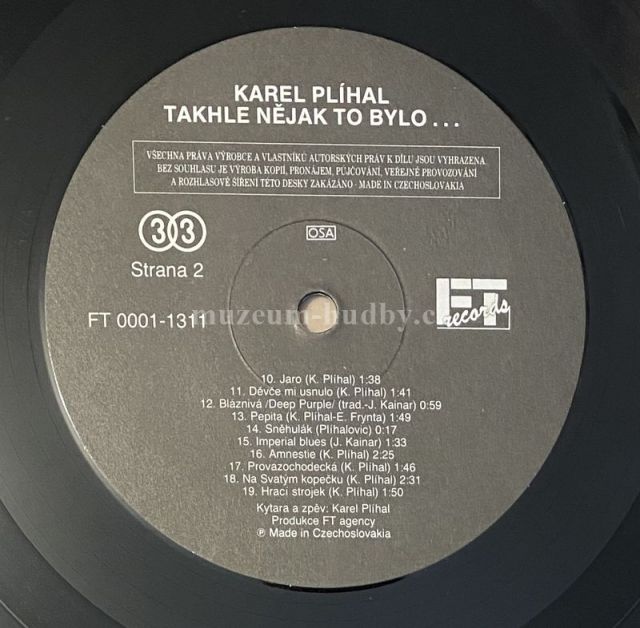 KAREL PLÍHAL
TAKHLE NĚJAK TO BYLO ...
VŠECHNA PRÁVA VÝROBCE A VLASTNÍKŮ AUTORSKÝCH PRÁV K DÍLU JSOU VYHRAZENA.
BEZ SOUHLASU JE VÝROBA KOPIÍ, PRONÁJEM, PŮJČOVÁNÍ, VEŘEJNÉ PROVOZOVÁNÍ
A ROZHLASOVÉ ŠÍŘENÍ TÉTO DESKY ZAKÁZÁNO · MADE IN CZECHOSLOVAKIA
33
OSA
Strana 2
FT records
FT 0001-1311
muzeum-hudby.c
10. Jaro (K. Plíhal) 1:38
11. Děvče mi usnulo (K. Plíhal) 1:41
12. Bláznivá /Deep Purple/ (trad.-J. Kainar) 0:59
13. Pepita (K. Plíhal-E. Frynta) 1:49
14. Sněhulák (Plíhalovic) 0:17
15. Imperial blues (J. Kainar) 1:33
16. Amnestie (K. Plíhal) 2:25
17. Provazochodecká (K. Plíhal) 1:46
18. Na Svatým kopečku (K. Plíhal) 2:31
19. Hrací strojek (K. Plíhal) 1:50
Kytara a zpěv: Karel Plíhal
Produkce FT agency
℗ Made in Czechoslovakia